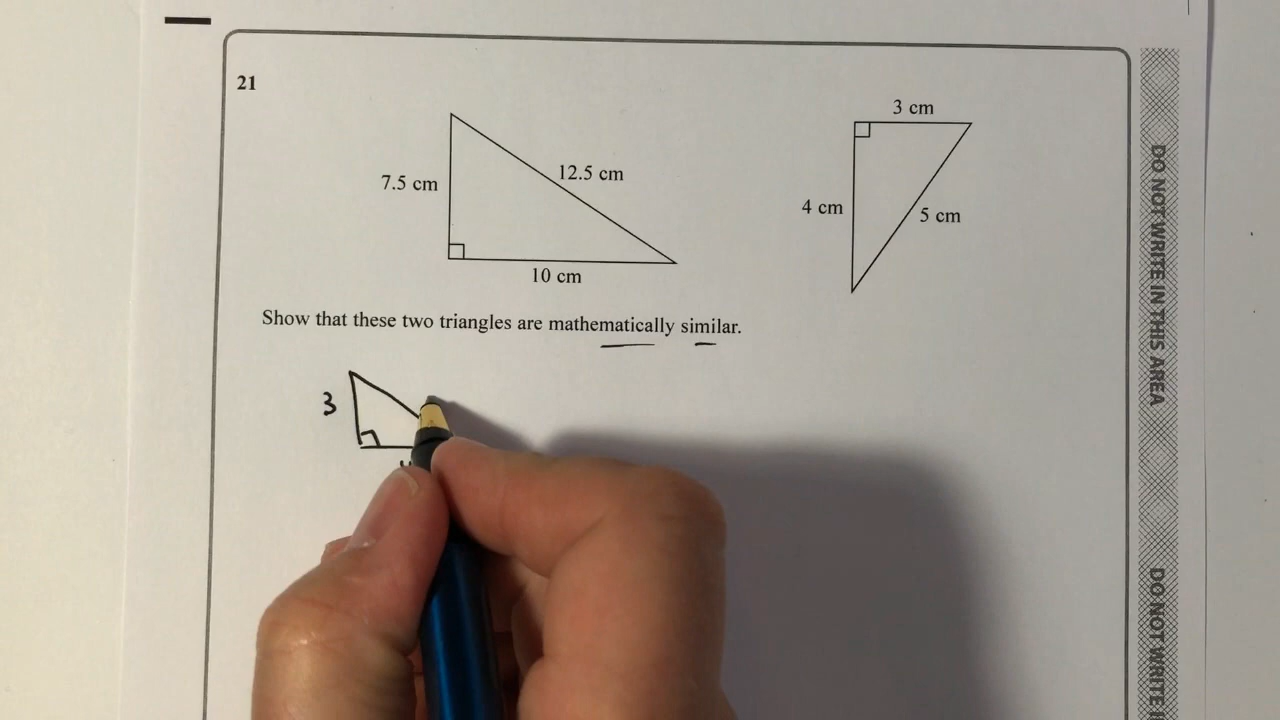 21
3 cm
7.5 cm
12.5 cm
4 cm
5 cm
10 cm
Show that these two triangles are mathematically similar.
3
DO NOT WRITE IN THIS AREA
DO NOT WRITE I